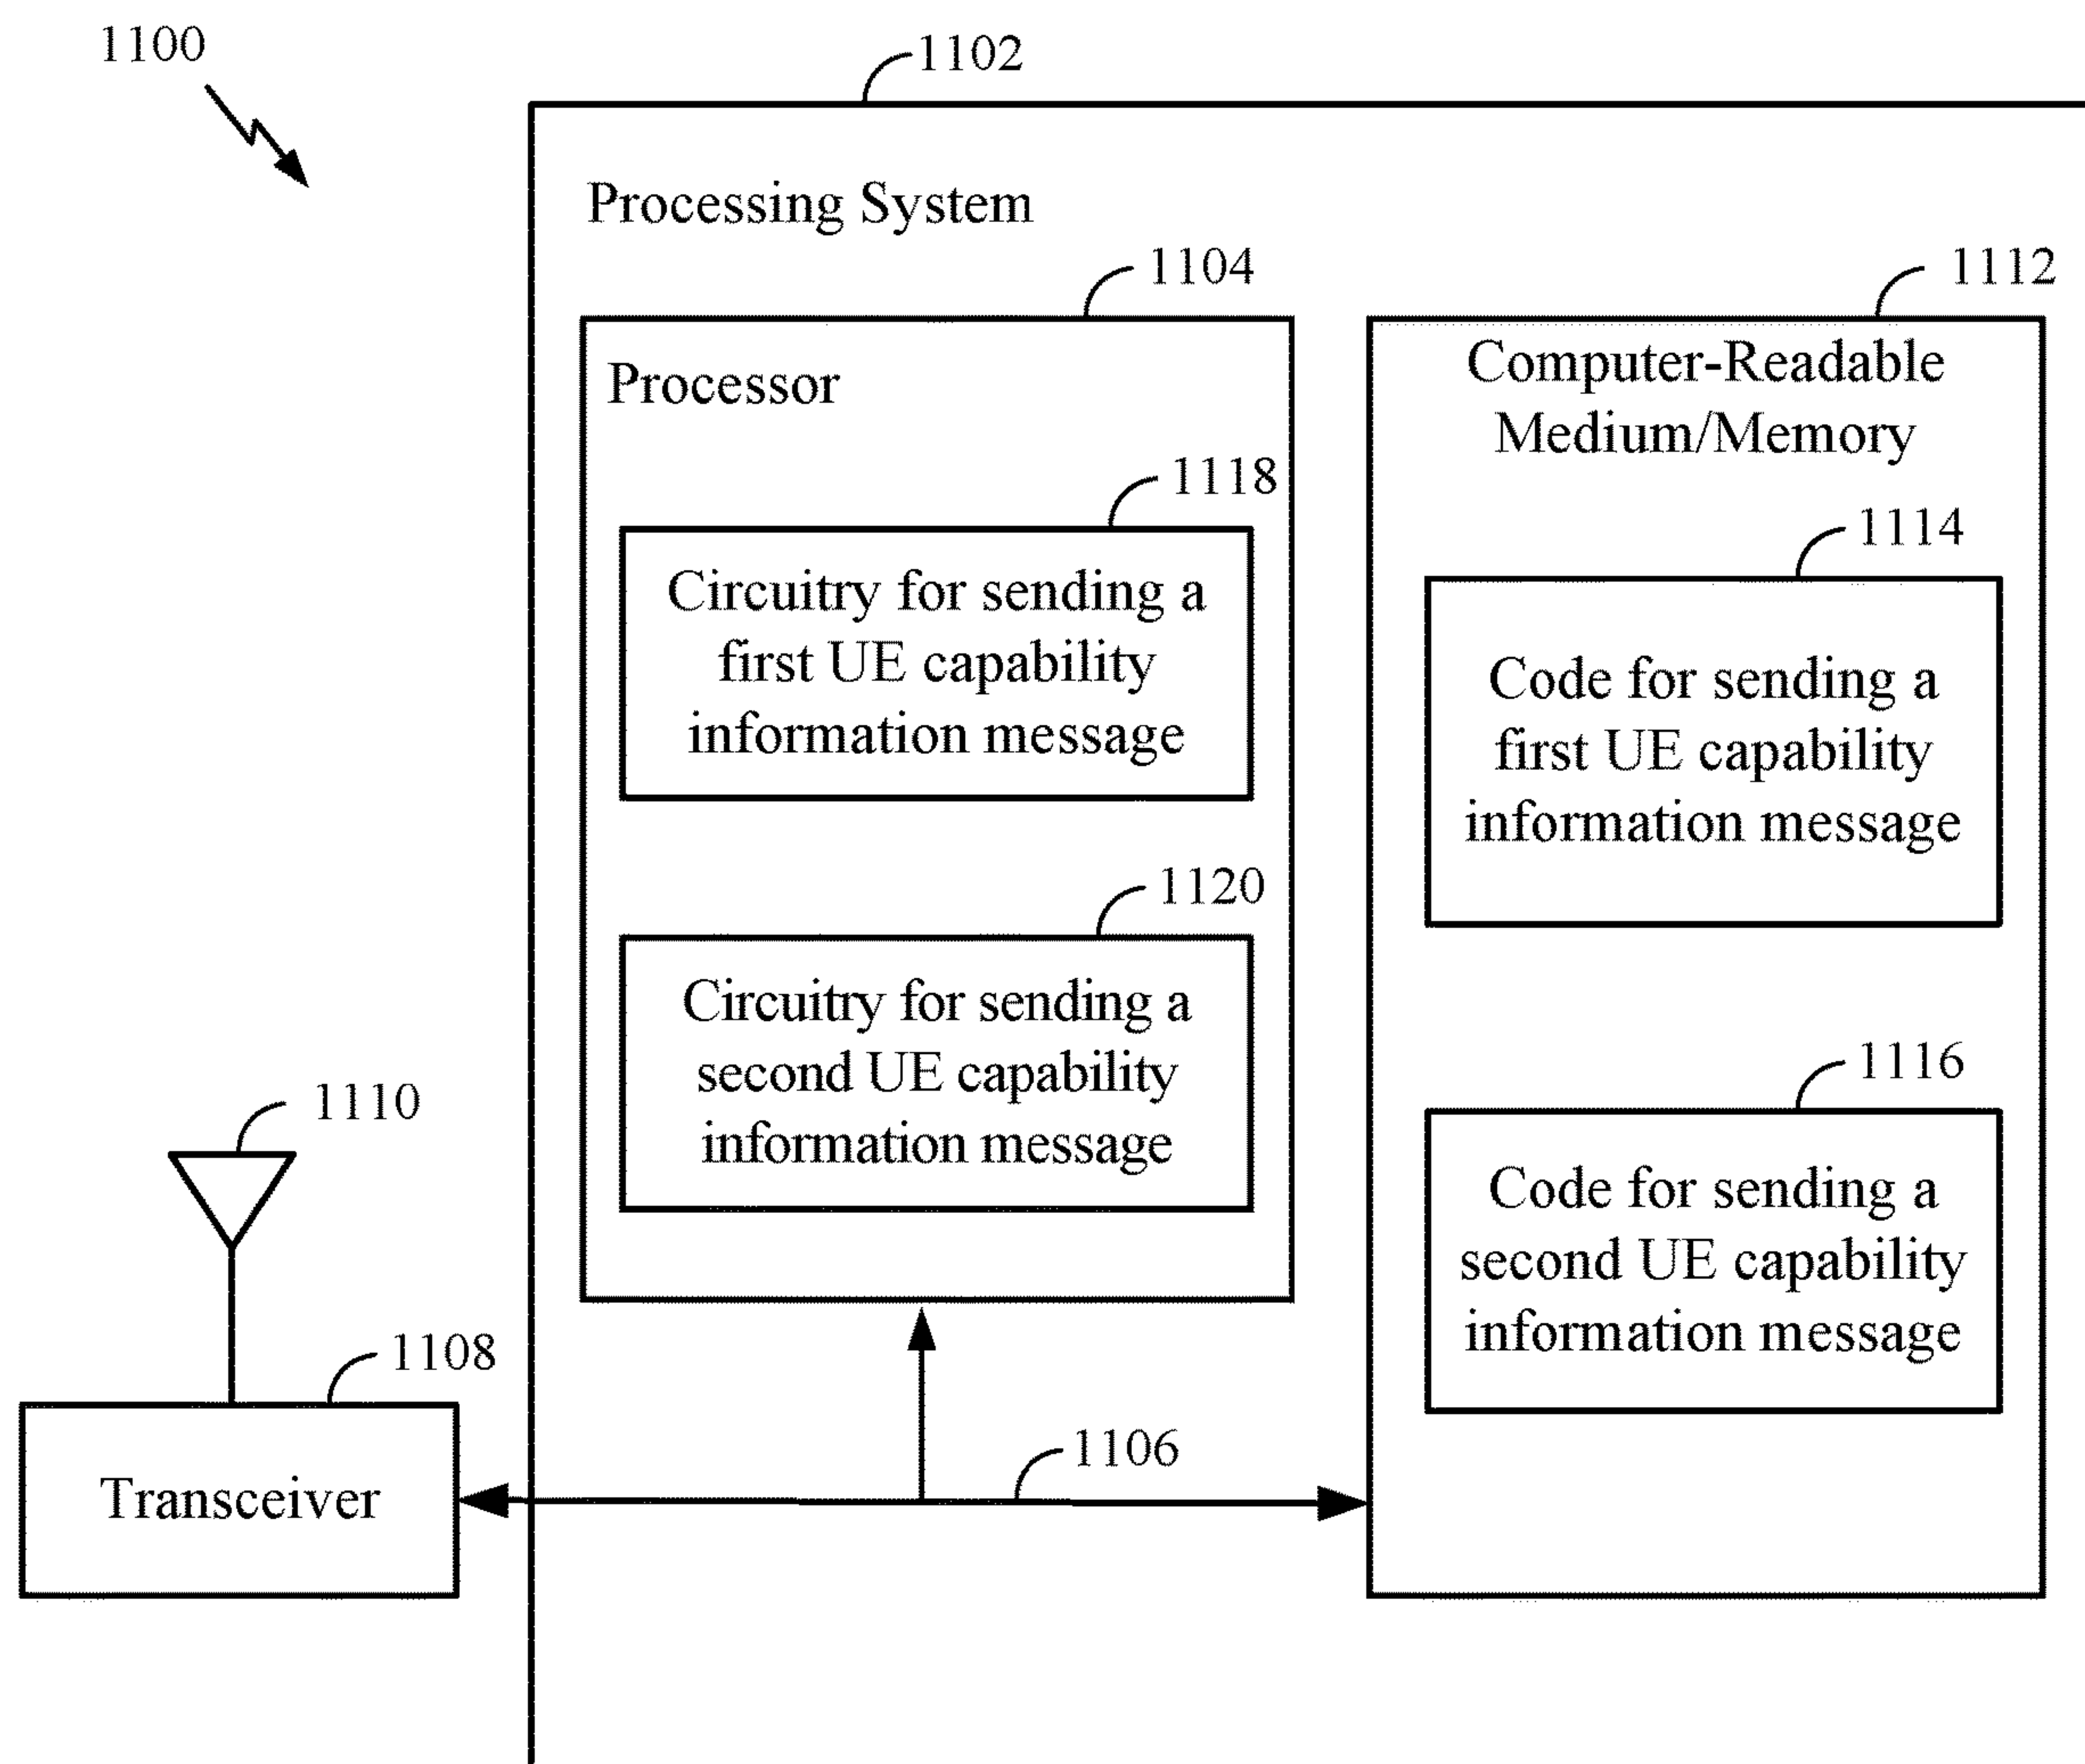 1100
1102
Processing System
1104
1112
Processor
Computer-Readable
Medium/Memory
1118
Circuitry for sending a
first UE capability
information message
1114
Code for sending a
first UE capability
information message
1120
Circuitry for sending a
second UE capability
information message
1116
Code for sending a
second UE capability
information message
1110
1108
Transceiver
1106